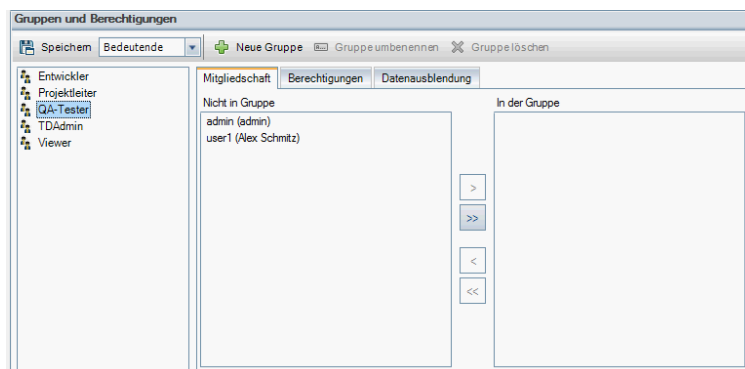 Gruppen und Berechtigungen
Speichern Bedeutende Neue Gruppe Gruppe umbenennen Gruppe löschen
Entwickler
Projektleiter
QA-Tester
TDAdmin
Viewer
Mitgliedschaft Berechtigungen Datenausblendung
Nicht in Gruppe
admin (admin)
user1 (Alex Schmitz)
>
>>
<
<<
In der Gruppe